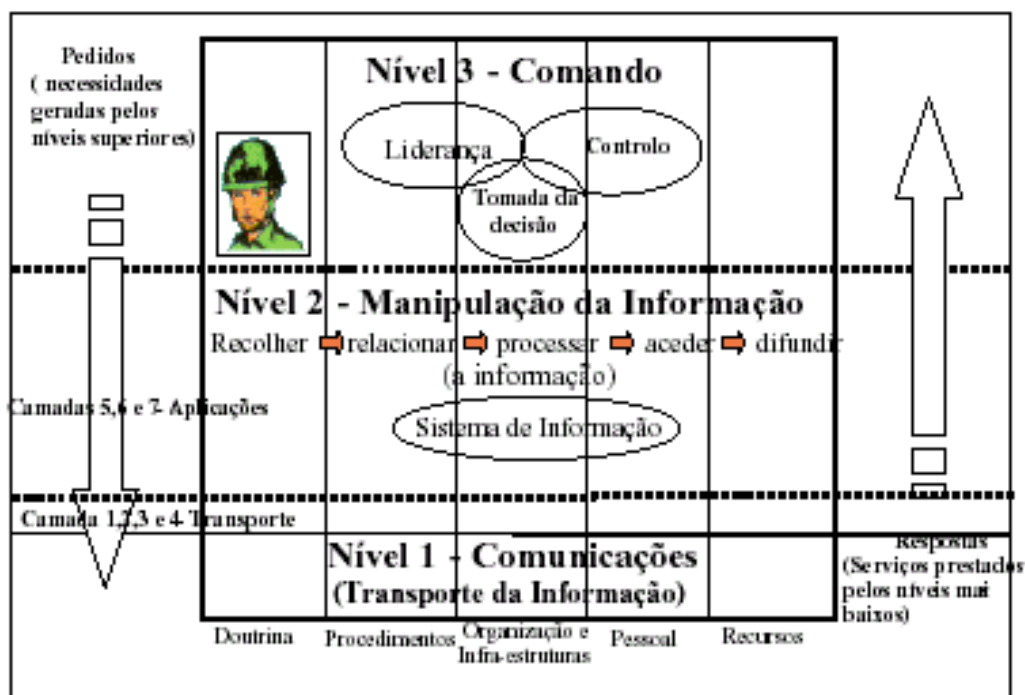 Pedidos
( necessidades
geradas pelos
níveis superiores)
Nível 3 - Comando
Liderança
Controlo
Tomada da
decisão
Nível 2 - Manipulação da Informação
Recolher relacionar processar aceder difundir
(a informação)
Sistema de Informação
Camadas 5,6 e 7- Aplicações
Camada 1,2,3 e 4- Transporte
Nível 1 - Comunicações
(Transporte da Informação)
Respostas
(Serviços prestados
pelos níveis mai
baixos)
Doutrina
Procedimentos
Organização e
Infra-estruturas
Pessoal
Recursos